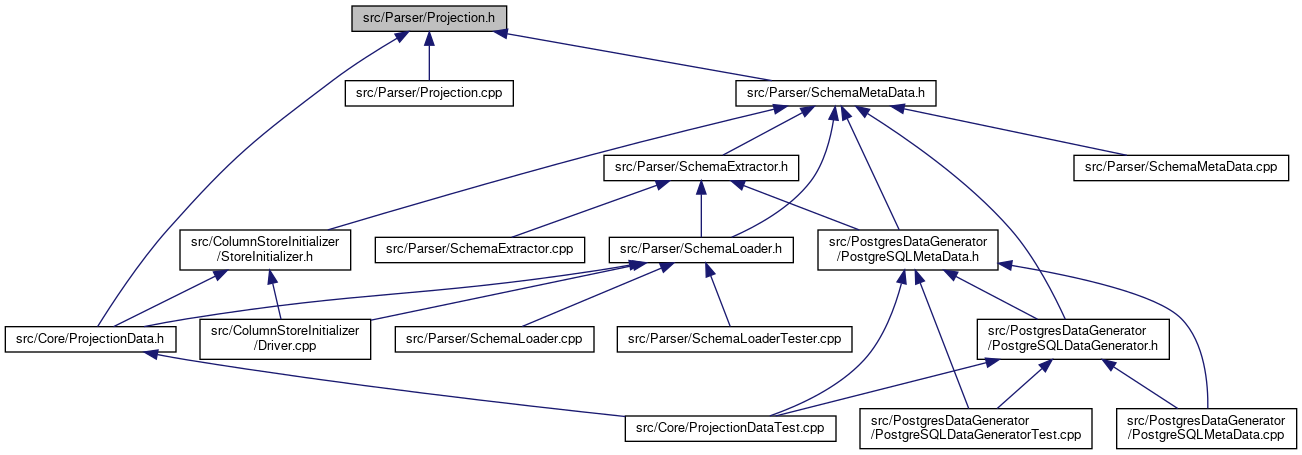 src/Parser/Projection.h
src/Parser/Projection.cpp
src/Parser/SchemaMetaData.h
src/Parser/SchemaExtractor.h
src/Parser/SchemaMetaData.cpp
src/ColumnStoreInitializer
/StoreInitializer.h
src/Parser/SchemaExtractor.cpp
src/Parser/SchemaLoader.h
src/PostgresDataGenerator
/PostgreSQLMetaData.h
src/Core/ProjectionData.h
src/ColumnStoreInitializer
/Driver.cpp
src/Parser/SchemaLoader.cpp
src/Parser/SchemaLoaderTester.cpp
src/PostgresDataGenerator
/PostgreSQLDataGenerator.h
src/Core/ProjectionDataTest.cpp
src/PostgresDataGenerator
/PostgreSQLDataGeneratorTest.cpp
src/PostgresDataGenerator
/PostgreSQLMetaData.cpp